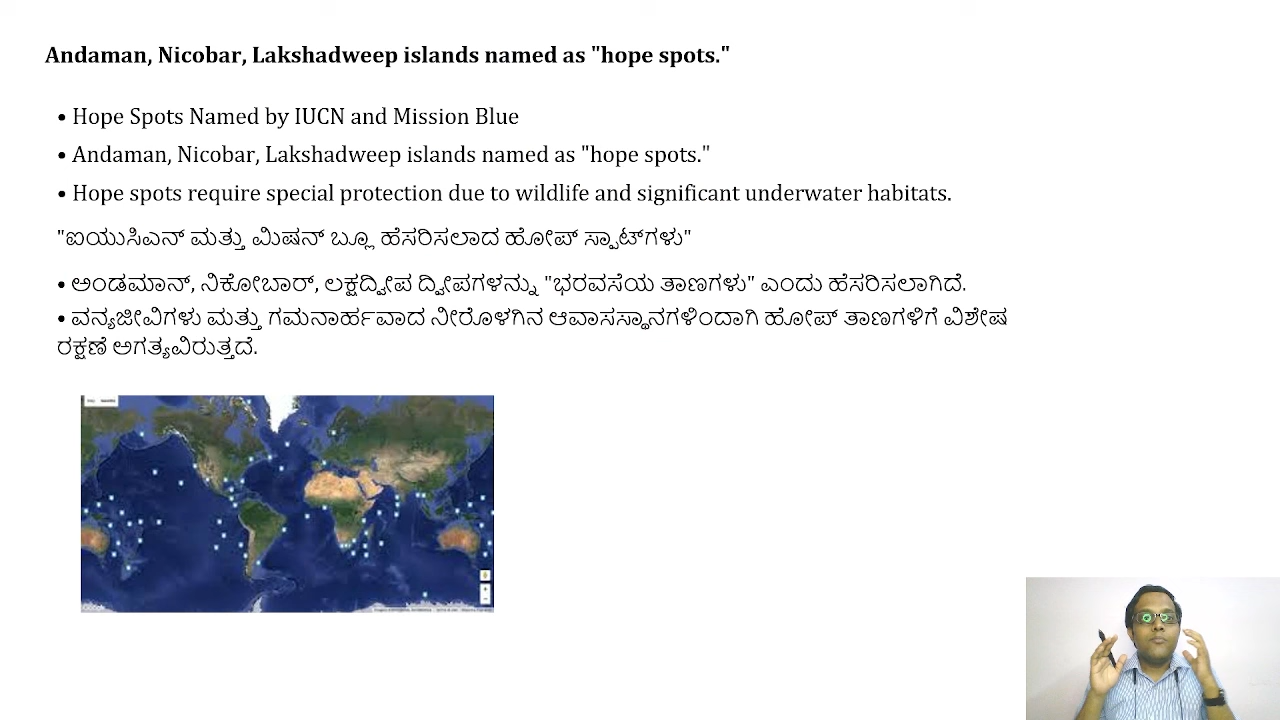 Andaman, Nicobar, Lakshadweep islands named as "hope spots."
• Hope Spots Named by IUCN and Mission Blue
• Andaman, Nicobar, Lakshadweep islands named as "hope spots."
• Hope spots require special protection due to wildlife and significant underwater habitats.
"ಐಯುಸಿಎನ್ ಮತ್ತು ಮಿಷನ್ ಬ್ಲೂ ಹೆಸರಿಸಲಾದ ಹೋಪ್ ಸ್ಪಾಟ್‌ಗಳು"
• ಅಂಡಮಾನ್, ನಿಕೋಬಾರ್, ಲಕ್ಷದ್ವೀಪ ದ್ವೀಪಗಳನ್ನು "ಭರವಸೆಯ ತಾಣಗಳು" ಎಂದು ಹೆಸರಿಸಲಾಗಿದೆ.
• ವನ್ಯಜೀವಿಗಳು ಮತ್ತು ಗಮನಾರ್ಹವಾದ ನೀರೊಳಗಿನ ಆವಾಸಸ್ಥಾನಗಳಿಂದಾಗಿ ಹೋಪ್ ತಾಣಗಳಿಗೆ ವಿಶೇಷ
ರಕ್ಷಣೆ ಅಗತ್ಯವಿರುತ್ತದೆ.